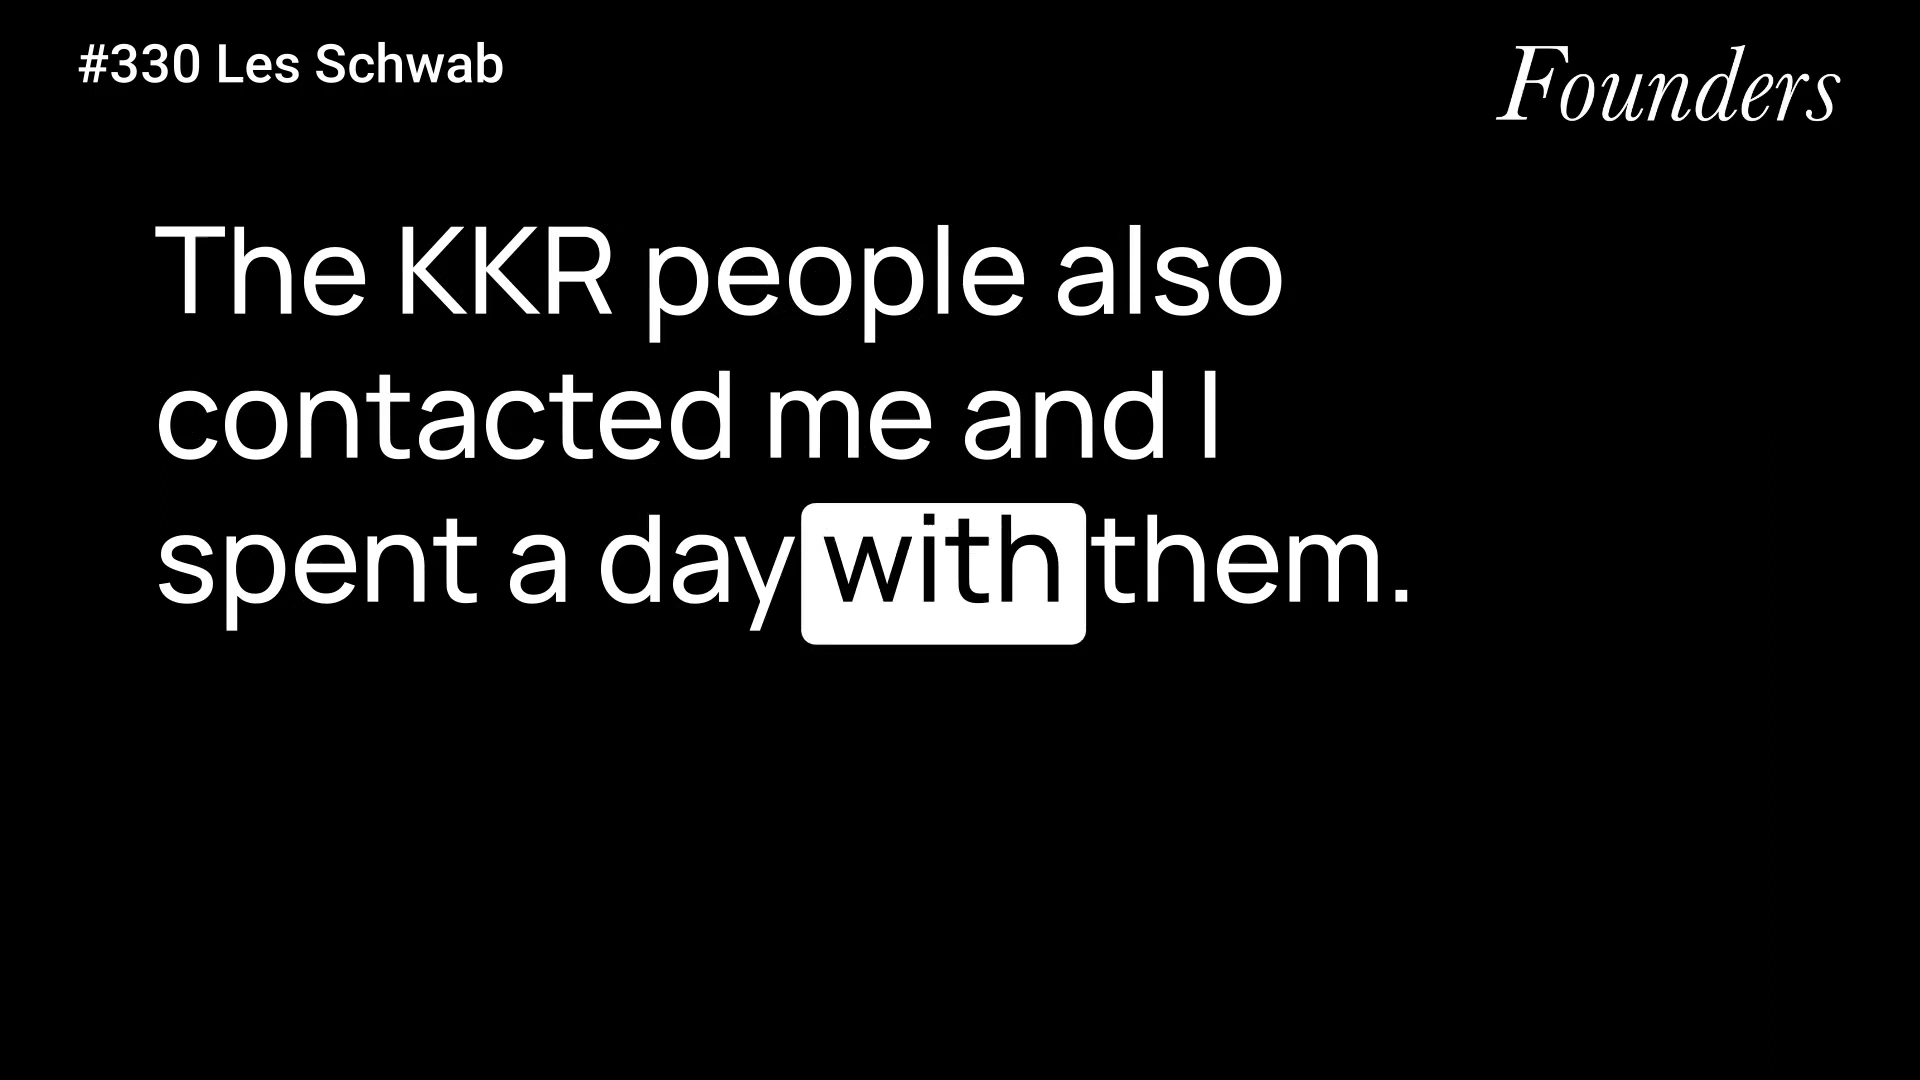 #330 Les Schwab
Founders
The KKR people also
contacted me and I
spent a day with them.